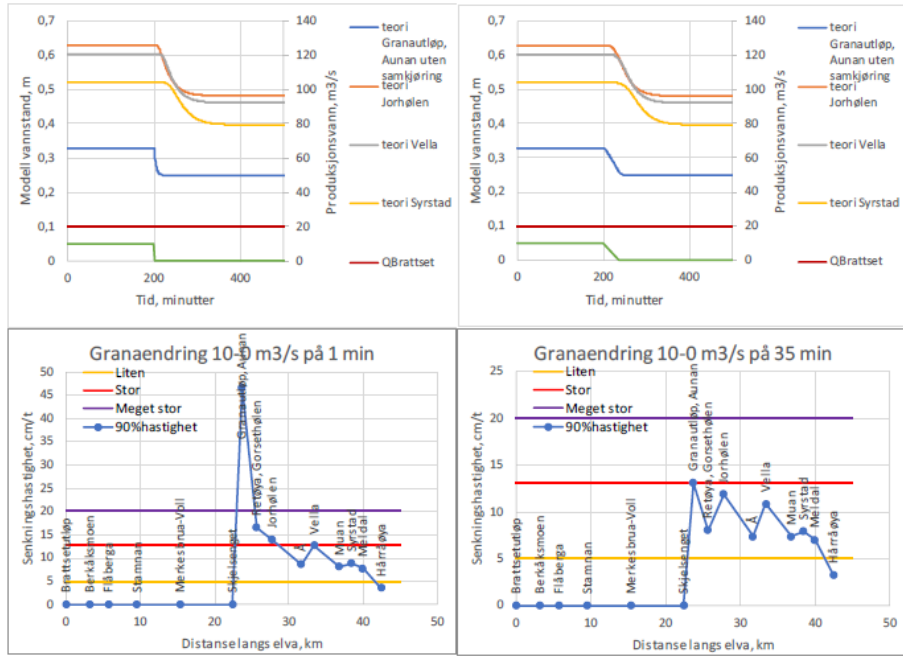 0,7
0,6
0,5
0,4
0,3
0,2
0,1
0
Modell vannstand, m
140
120
100
80
60
40
20
0
Produksjonsvann, m3/s
0
200
400
Tid, minutter
teori
Granautløp,
Aunan uten
samkjøring
teori
Jorhølen
teori Vella
teori Syrstad
QBrattset
0,7
0,6
0,5
0,4
0,3
0,2
0,1
0
Modell vannstand, m
140
120
100
80
60
40
20
0
Produksjonsvann, m3/s
0
200
400
Tid, minutter
teori
Granautløp,
Aunan uten
samkjøring
teori
Jorhølen
teori Vella
teori Syrstad
QBrattset
Granaendring 10-0 m3/s på 1 min
50
45
40
35
30
25
20
15
10
5
0
Senkningshastighet, cm/t
Liten
Stor
Meget stor
90%hastighet
Brattsetutløp
Berkåksmoen
Flåberga
Stamnan
Merkesbrua-Voll
Skjelsenget
Granautløp, Aunan
Retøya, Gorsethølen
Jorhølen
Å
Vella
Muan
Syrstad
Meldal
Hårråøya
0
10
20
30
40
50
Distanse langs elva, km
Granaendring 10-0 m3/s på 35 min
25
20
15
10
5
0
Senkningshastighet, cm/t
Liten
Stor
Meget stor
90%hastighet
Brattsetutløp
Berkåksmoen
Flåberga
Stamnan
Merkesbrua-Voll
Skjelsenget
Granautløp, Aunan
Retøya, Gorsethølen
Jorhølen
Å
Vella
Muan
Syrstad
Meldal
Hårråøya
0
10
20
30
40
50
Distanse langs elva, km